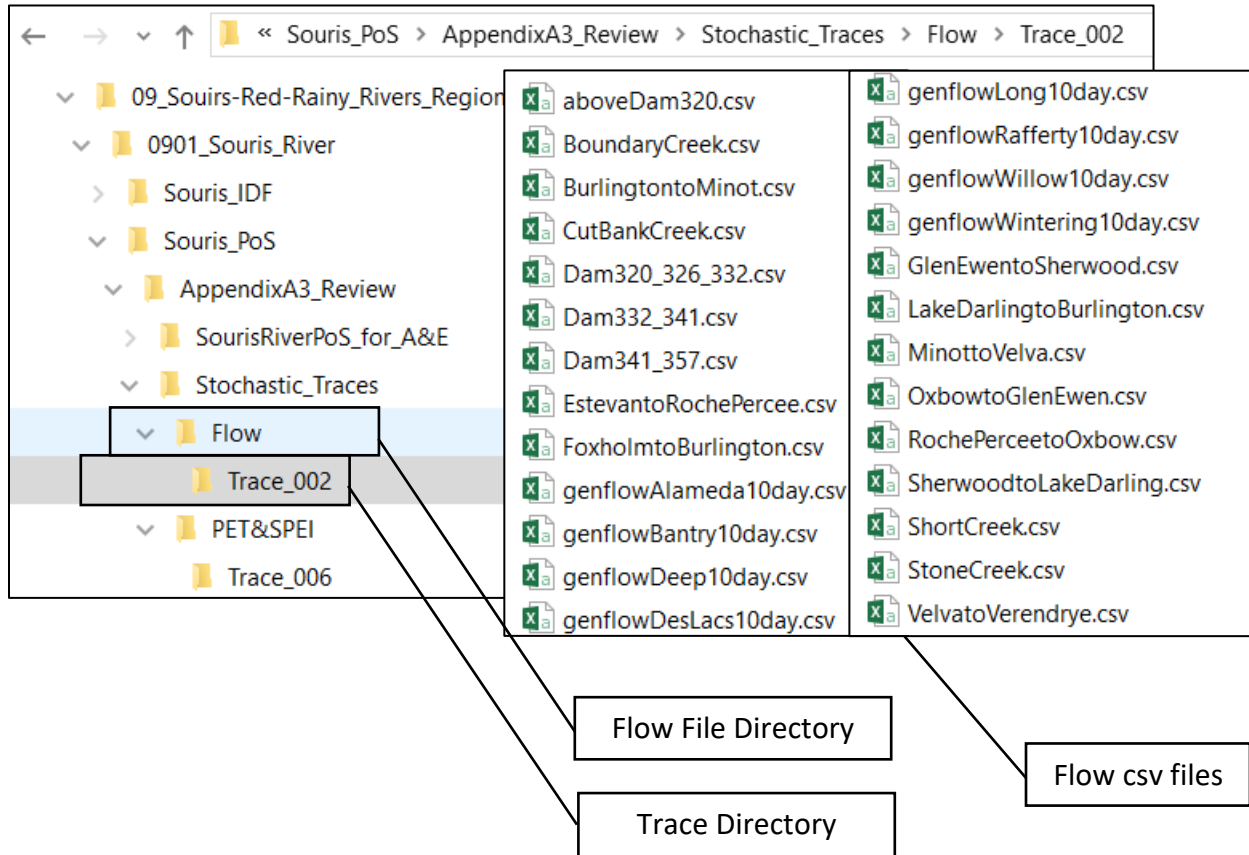 « Souris_PoS > AppendixA3_Review > Stochastic_Traces > Flow > Trace_002
09_Souirs-Red-Rainy_Rivers_Region
0901_Souris_River
Souris_IDF
Souris_PoS
AppendixA3_Review
SourisRiverPoS_for_A&E
Stochastic_Traces
Flow
Trace_002
PET&SPEI
Trace_006
aboveDam320.csv
BoundaryCreek.csv
BurlingtontoMinot.csv
CutBankCreek.csv
Dam320_326_332.csv
Dam332_341.csv
Dam341_357.csv
EstevantoRochePercee.csv
FoxholmtoBurlington.csv
genflowAlameda10day.csv
genflowBantry10day.csv
genflowDeep10day.csv
genflowDesLacs10day.csv
genflowLong10day.csv
genflowRafferty10day.csv
genflowWillow10day.csv
genflowWintering10day.csv
GlenEwentoSherwood.csv
LakeDarlingtoBurlington.csv
MinottoVelva.csv
OxbowtoGlenEwen.csv
RochePerceetoOxbow.csv
SherwoodtoLakeDarling.csv
ShortCreek.csv
StoneCreek.csv
VelvatoVerendrye.csv
Flow File Directory
Flow csv files
Trace Directory